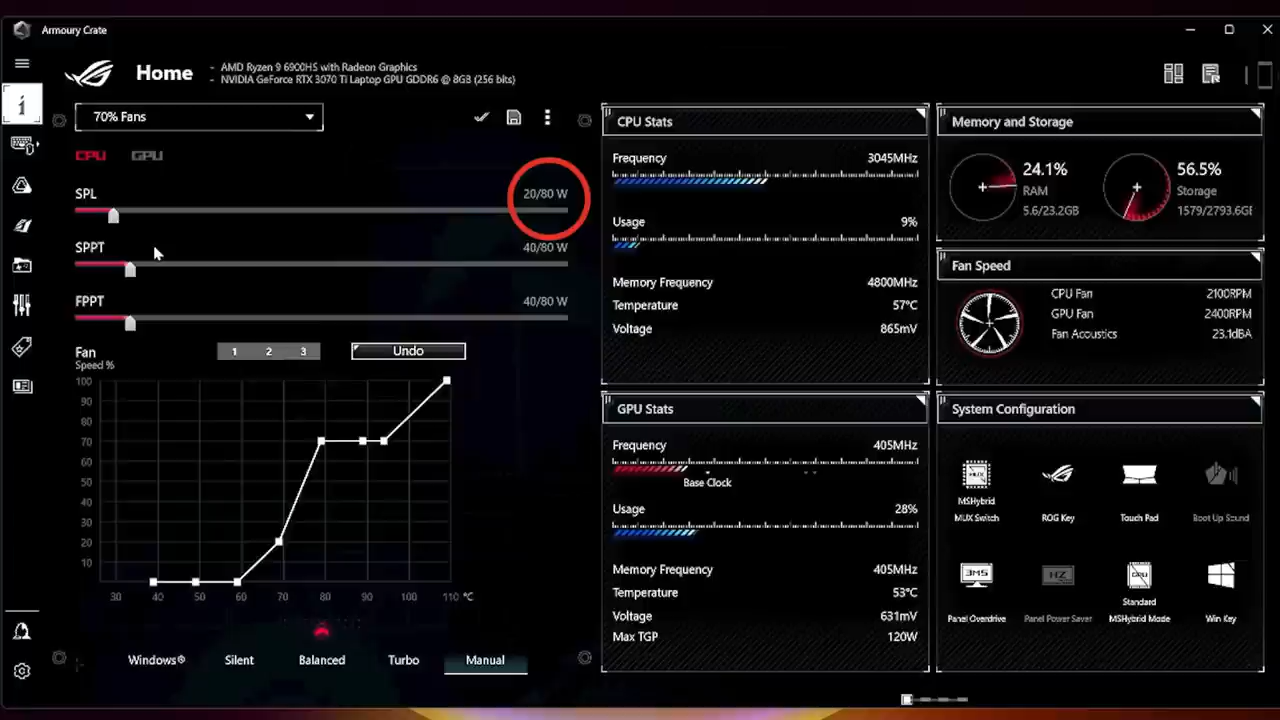 Armoury Crate
Home
- AMD Ryzen 9 6900HS with Radeon Graphics
- NVIDIA GeForce RTX 3070 Ti Laptop GPU GDDR6 @ 8GB (256 bits)
70% Fans
CPU GPU
SPL 20/80 W
SPPT 40/80 W
FPPT 40/80 W
Fan
Speed %
1 2 3
Undo
100
90
80
70
60
50
40
30
20
10
30 40 50 60 70 80 90 100 110 °C
Windows® Silent Balanced Turbo Manual
CPU Stats
Frequency 3045MHz
Usage 9%
Memory Frequency 4800MHz
Temperature 57°C
Voltage 865mV
GPU Stats
Frequency 405MHz
Base Clock
Usage 28%
Memory Frequency 405MHz
Temperature 53°C
Voltage 631mV
Max TGP 120W
Memory and Storage
24.1%
RAM
5.6/23.2GB
56.5%
Storage
1579/2793.6GB
Fan Speed
CPU Fan 2100RPM
GPU Fan 2400RPM
Fan Acoustics 23.1dBA
System Configuration
MUX
MSHybrid
MUX Switch
ROG Key
Touch Pad
Boot Up Sound
3MS
Panel Overdrive
HZ
Panel Power Saver
GPU
Standard
MSHybrid Mode
Win Key